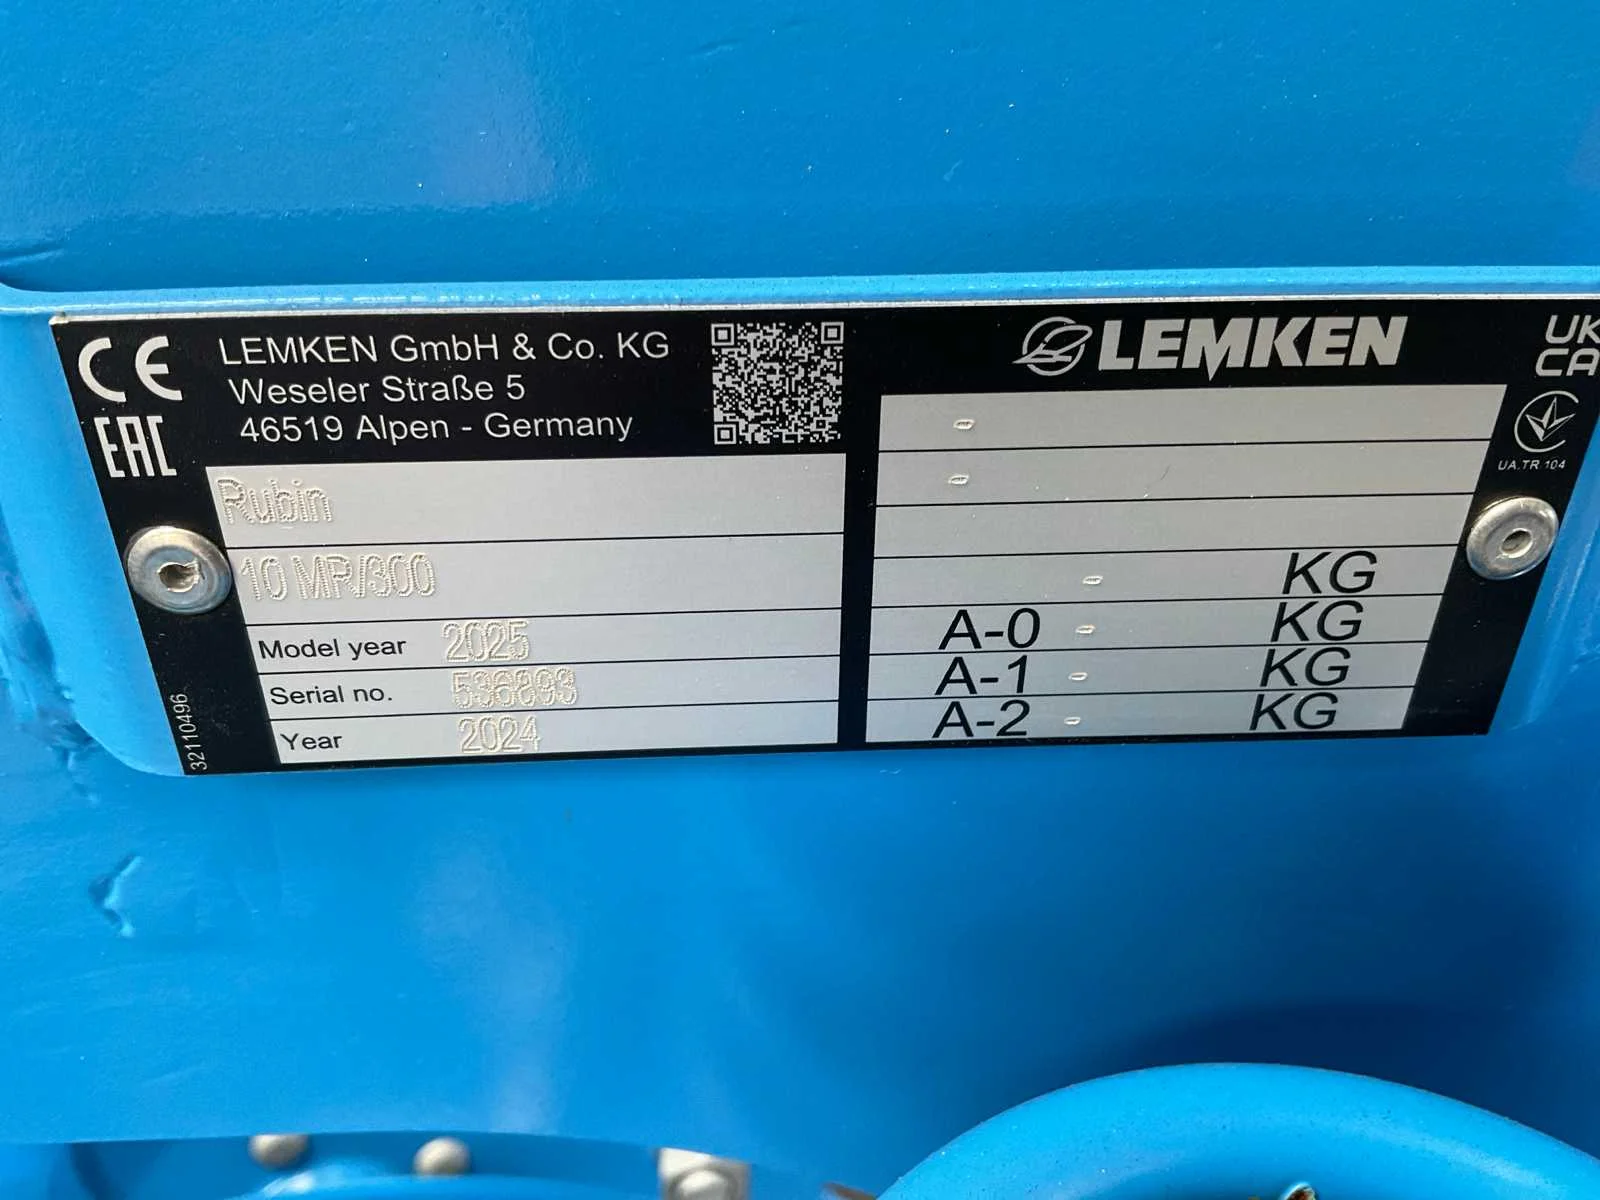 CE
EAC
LEMKEN GmbH & Co. KG
Weseler Straße 5
46519 Alpen - Germany
Rubin
10 MR/300
Model year 2025
Serial no. 536893
Year 2024
32110496
LEMKEN
UK
CA
UA.TR.104
-
-
- KG
A-0 - KG
A-1 - KG
A-2 - KG